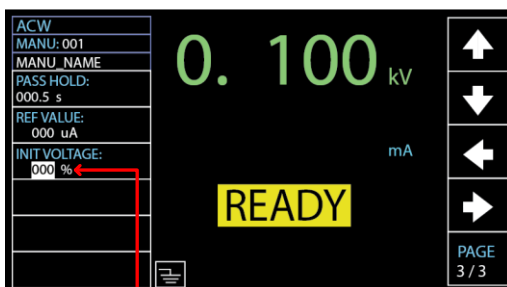 ACW
MANU: 001
MANU_NAME
PASS HOLD:
000.5 s
REF VALUE:
000 uA
INIT VOLTAGE:
000 %
0. 100 kV
mA
READY
PAGE
3 / 3